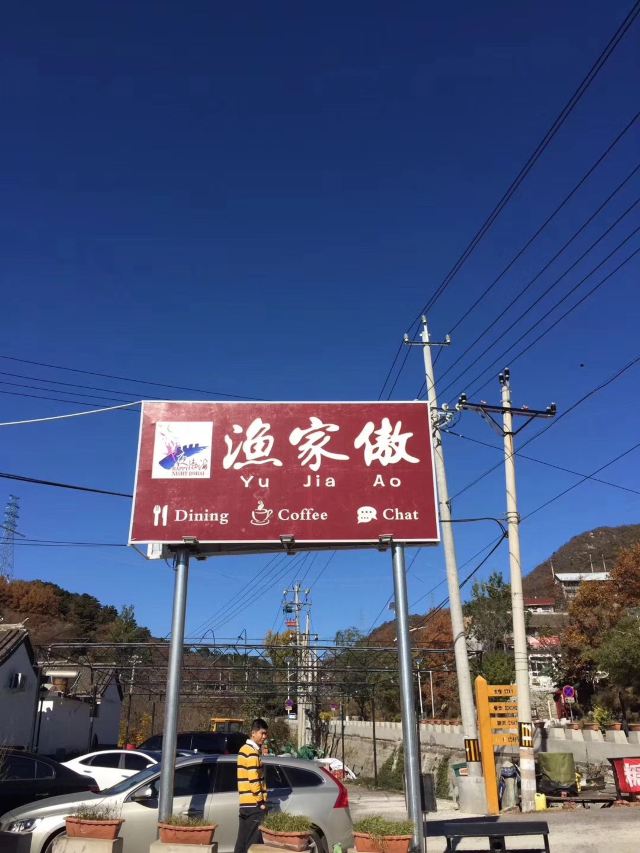 渔家傲
Yu Jia Ao
Dining
Coffee
Chat